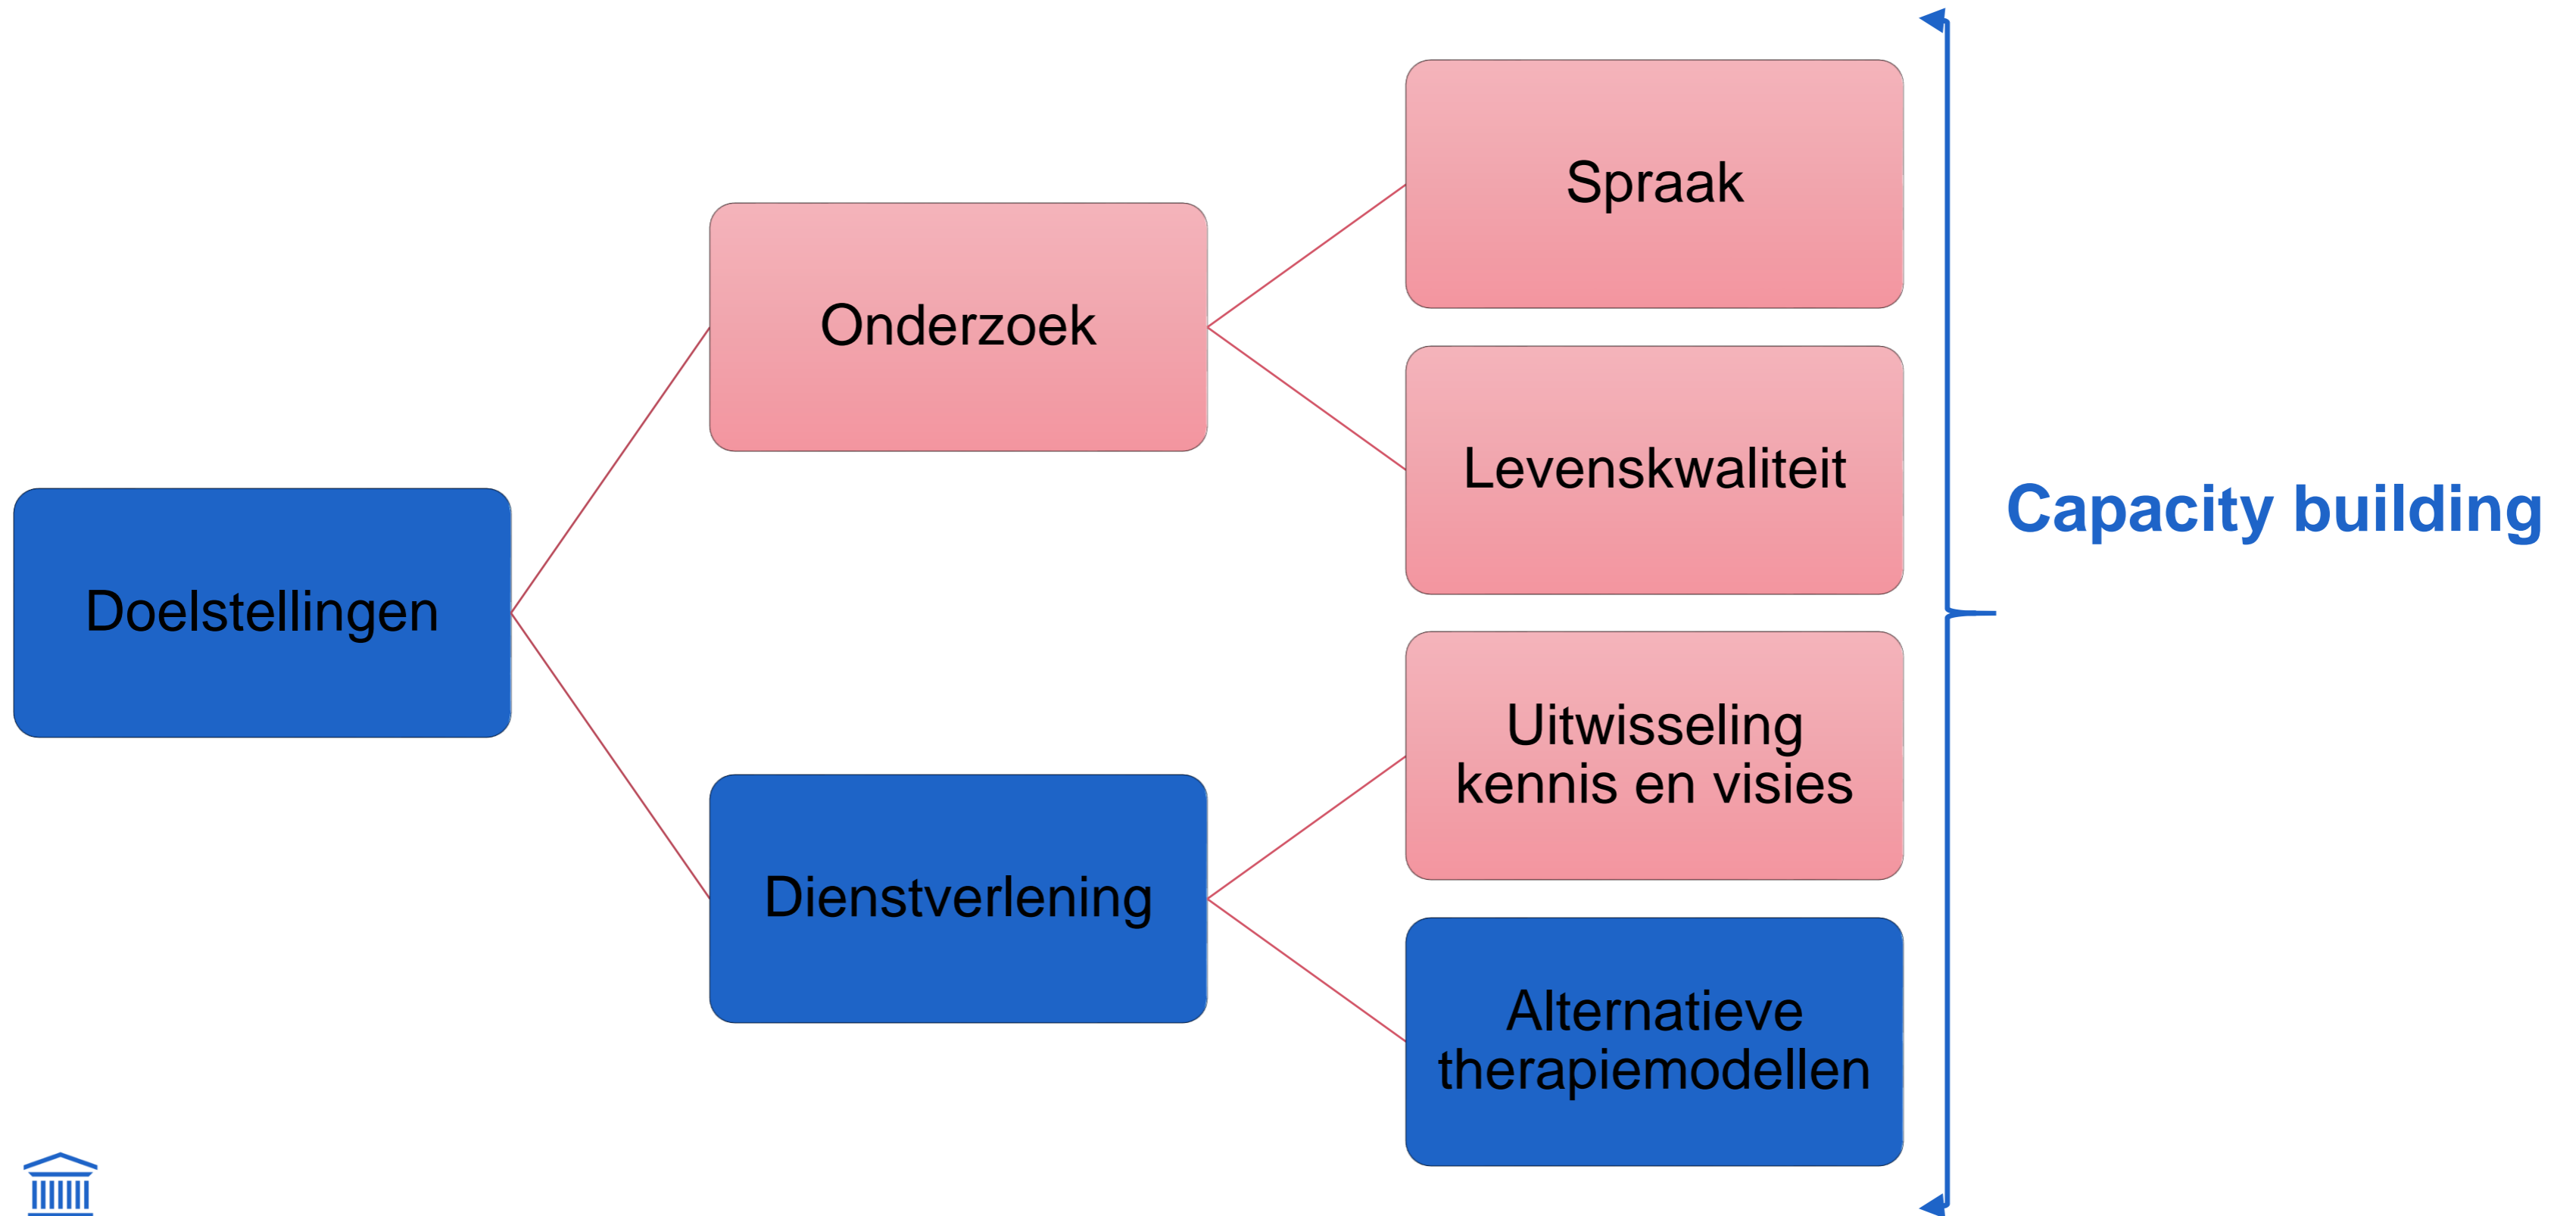 Doelstellingen
Onderzoek
Spraak
Levenskwaliteit
Dienstverlening
Uitwisseling
kennis en visies
Alternatieve
therapiemodellen
Capacity building